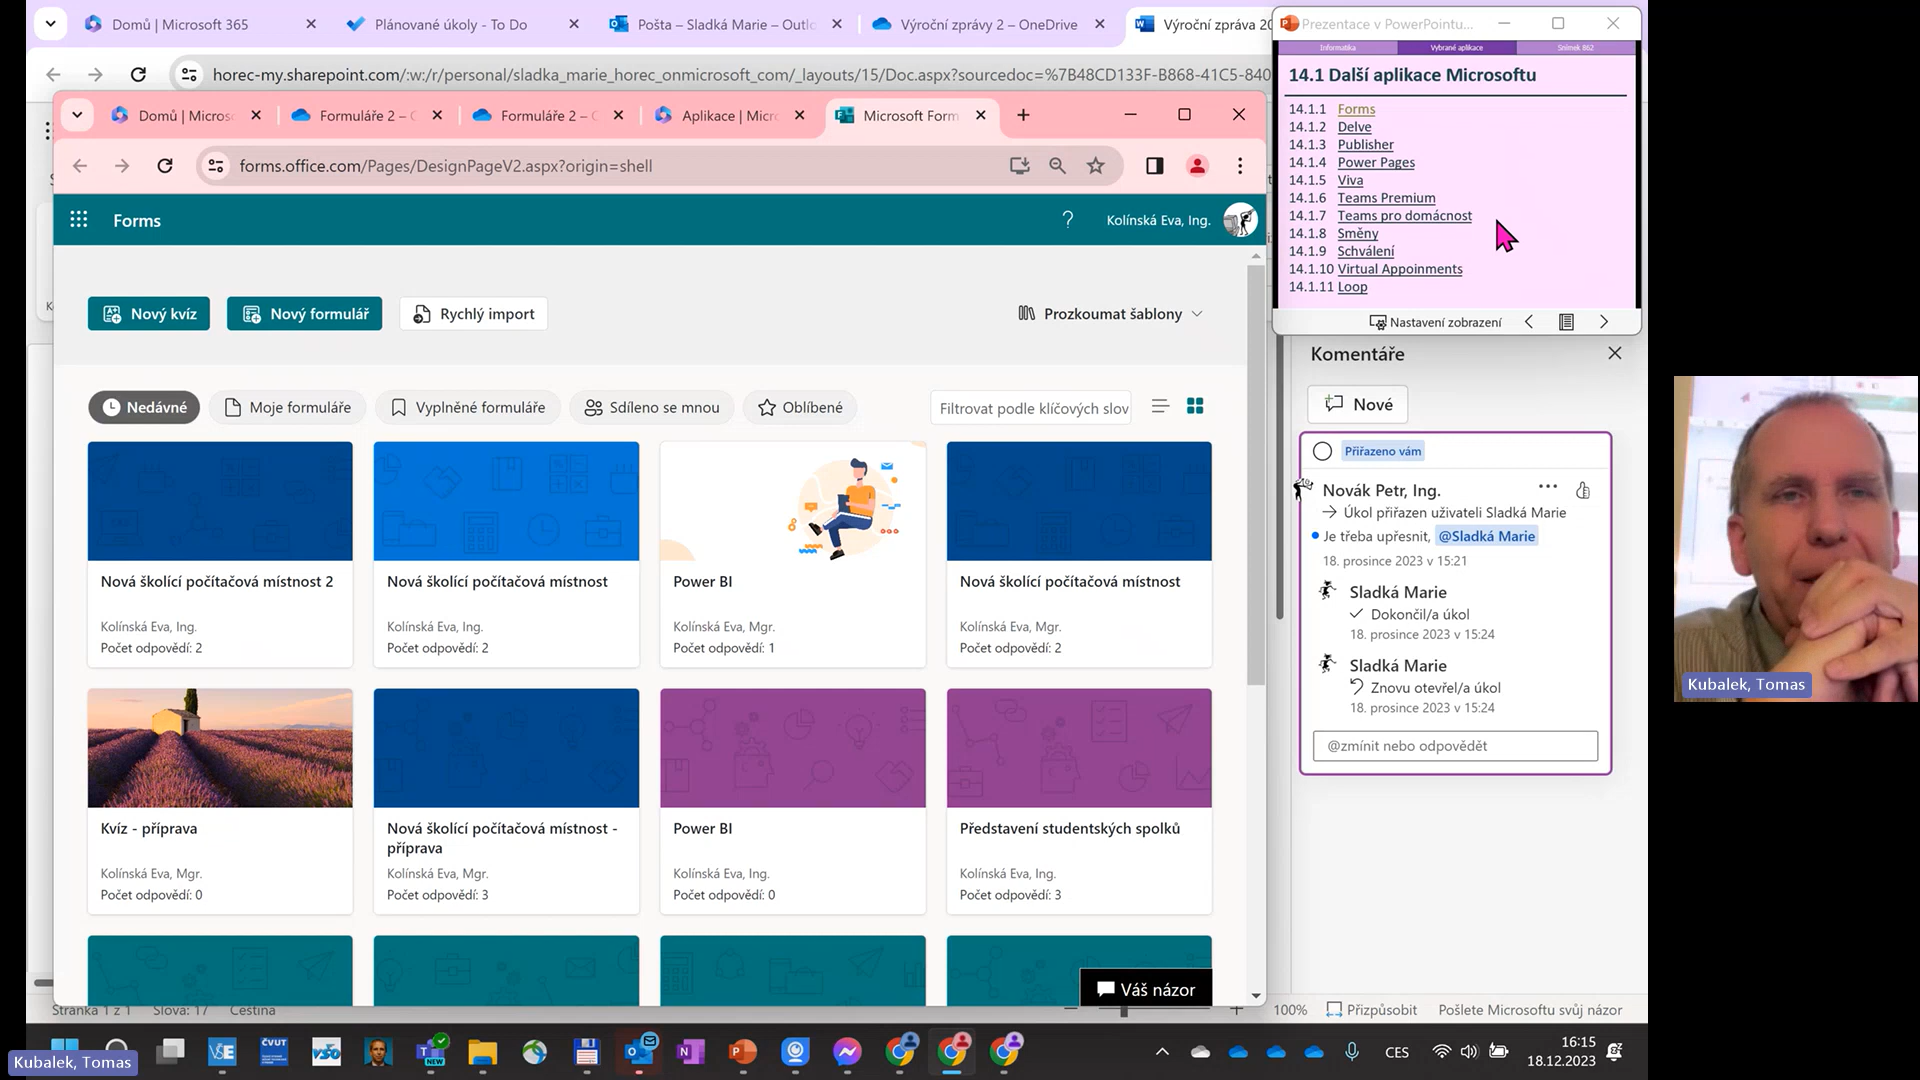 Domů | Microsoft 365
Plánované úkoly - To Do
Pošta – Sladká Marie – Outlo
Výroční zprávy 2 – OneDrive
Výroční zpráva 20
horec-my.sharepoint.com/:w:/r/personal/sladka_marie_horec_onmicrosoft_com/_layouts/15/Doc.aspx?sourcedoc=%7B48CD133F-B868-41C5-840
Prezentace v PowerPointu...
Informatika
Vybrané aplikace
Snímek 862
14.1 Další aplikace Microsoftu
14.1.1 Forms
14.1.2 Delve
14.1.3 Publisher
14.1.4 Power Pages
14.1.5 Viva
14.1.6 Teams Premium
14.1.7 Teams pro domácnost
14.1.8 Směny
14.1.9 Schválení
14.1.10 Virtual Appoinments
14.1.11 Loop
Nastavení zobrazení
Domů | Micros
Formuláře 2 –
Formuláře 2 –
Aplikace | Micr
Microsoft Form
forms.office.com/Pages/DesignPageV2.aspx?origin=shell
Forms
?
Kolínská Eva, Ing.
Nový kvíz
Nový formulář
Rychlý import
Prozkoumat šablony
Nedávné
Moje formuláře
Vyplněné formuláře
Sdíleno se mnou
Oblíbené
Filtrovat podle klíčových slov
Nová školící počítačová místnost 2
Kolínská Eva, Ing.
Počet odpovědí: 2
Nová školící počítačová místnost
Kolínská Eva, Ing.
Počet odpovědí: 2
Power BI
Kolínská Eva, Mgr.
Počet odpovědí: 1
Nová školící počítačová místnost
Kolínská Eva, Mgr.
Počet odpovědí: 2
Kvíz - příprava
Kolínská Eva, Mgr.
Počet odpovědí: 0
Nová školící počítačová místnost -
příprava
Kolínská Eva, Mgr.
Počet odpovědí: 3
Power BI
Kolínská Eva, Ing.
Počet odpovědí: 0
Představení studentských spolků
Kolínská Eva, Ing.
Počet odpovědí: 3
Váš názor
Komentáře
Nové
Přiřazeno vám
Novák Petr, Ing.
Úkol přiřazen uživateli Sladká Marie
Je třeba upřesnit, @Sladká Marie
18. prosince 2023 v 15:21
Sladká Marie
Dokončil/a úkol
18. prosince 2023 v 15:24
Sladká Marie
Znovu otevřel/a úkol
18. prosince 2023 v 15:24
@zmínit nebo odpovědět
Kubalek, Tomas
Stránka 1 z 1
Slova: 17
Čeština
100%
Přizpůsobit
Pošlete Microsoftu svůj názor
Kubalek, Tomas
VŠE
ČVUT
VŠO
NEW
CES
16:15
18.12.2023